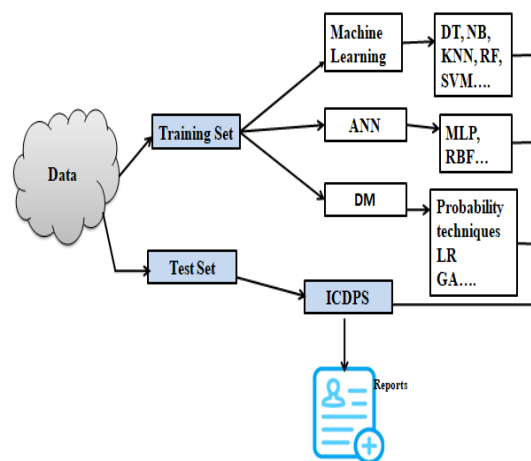 Machine
Learning
DT, NB,
KNN, RF,
SVM....
Training Set
ANN
MLP,
RBF...
Data
DM
Probability
techniques
LR
GA....
Test Set
ICDPS
Reports